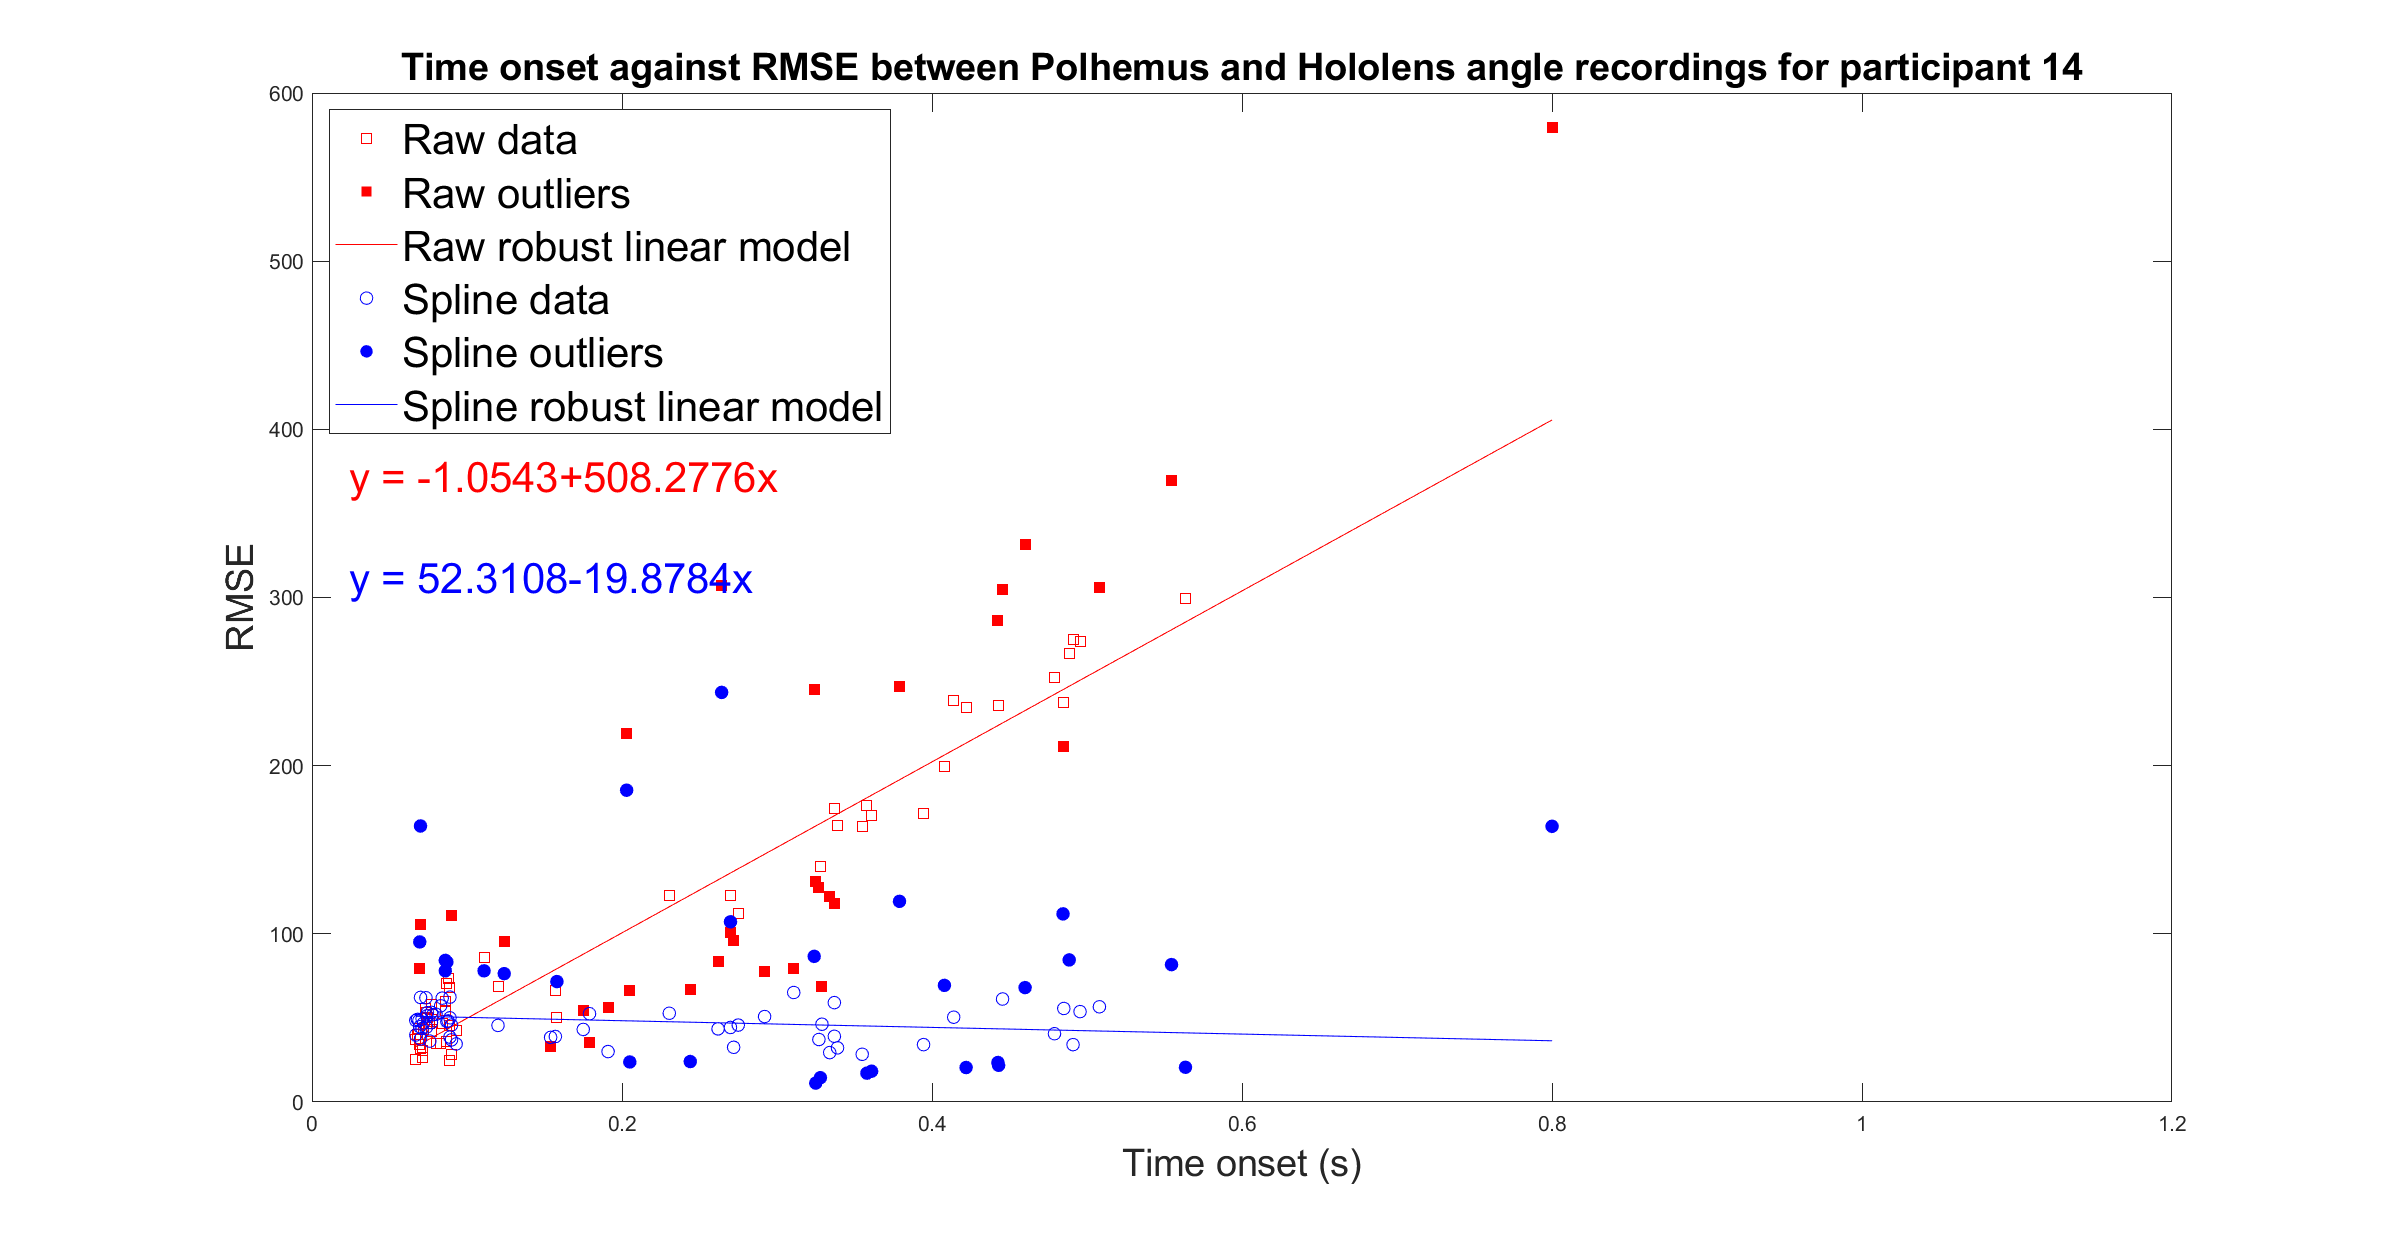 Time onset against RMSE between Polhemus and Hololens angle recordings for participant 14
600
500
400
300
200
100
0
RMSE
Raw data
Raw outliers
Raw robust linear model
Spline data
Spline outliers
Spline robust linear model
y = -1.0543+508.2776x
y = 52.3108-19.8784x
0 0.2 0.4 0.6 0.8 1 1.2
Time onset (s)